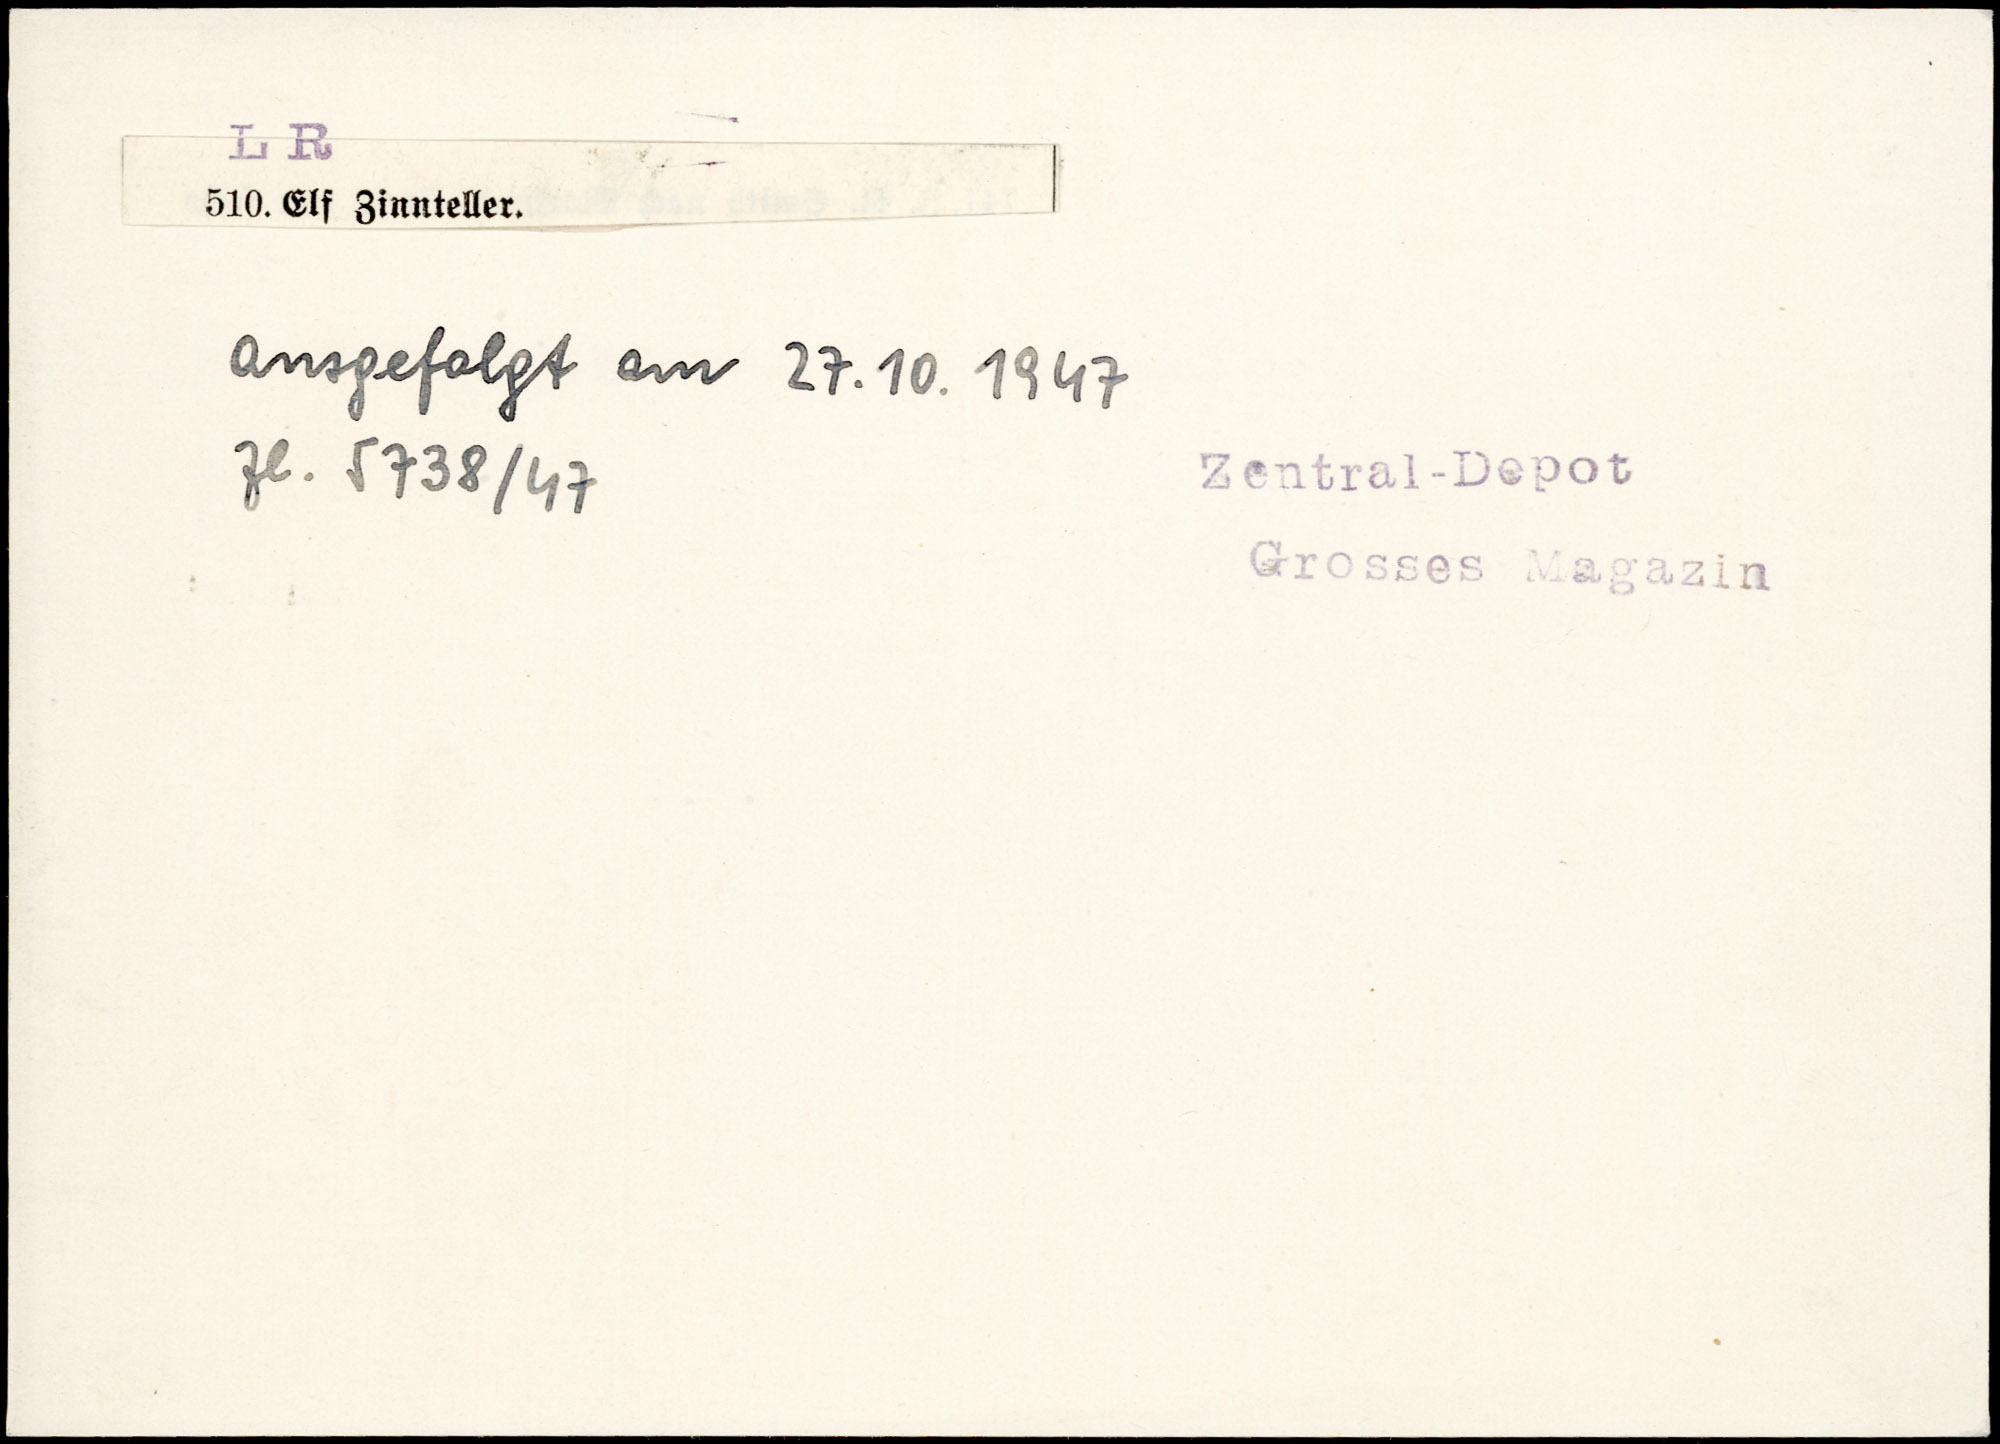 L R
510. Elf Zinnteller.
ausgefolgt am 27.10.1947
Zl. 5738/47
Zentral-Depot
Grosses Magazin